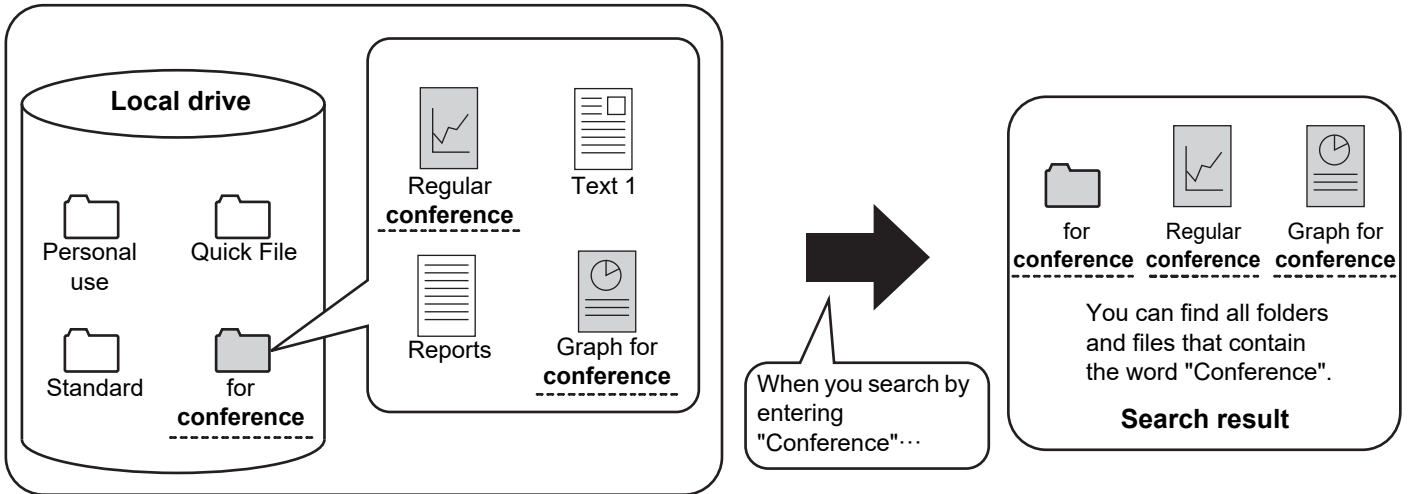 Local drive
Personal
use
Quick File
Standard
for
conference
Regular
conference
Text 1
Reports
Graph for
conference
When you search by
entering
"Conference"⋯
for
conference
Regular
conference
Graph for
conference
You can find all folders
and files that contain
the word "Conference".
Search result